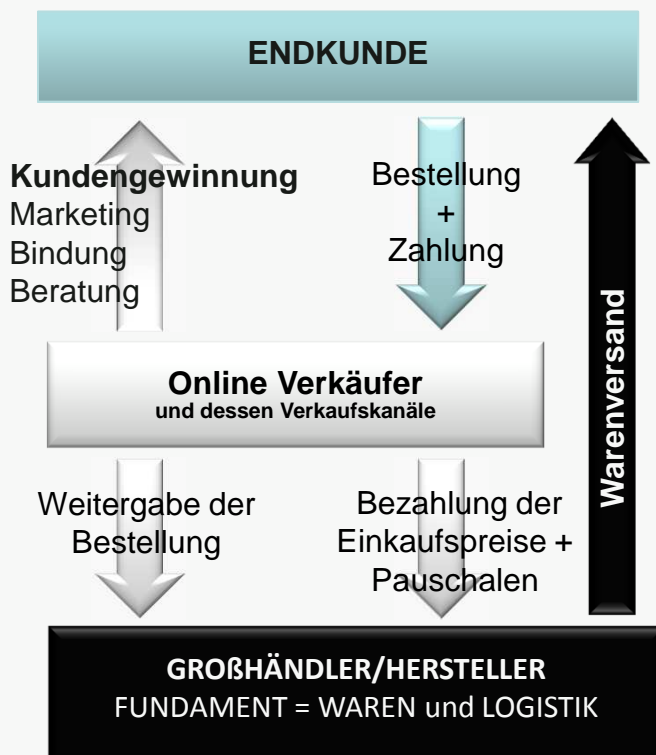 ENDKUNDE
Kundengewinnung
Marketing
Bindung
Beratung
Bestellung
+
Zahlung
Warenversand
Online Verkäufer
und dessen Verkaufskanäle
Weitergabe der
Bestellung
Bezahlung der
Einkaufspreise +
Pauschalen
GROßHÄNDLER/HERSTELLER
FUNDAMENT = WAREN und LOGISTIK